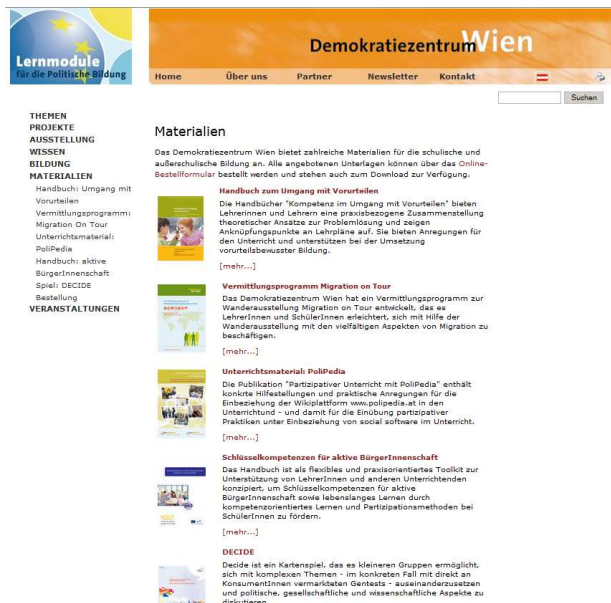 Lernmodule
für die Politische Bildung
Demokratiezentrum Wien
Home Über uns Partner Newsletter Kontakt
Suchen
THEMEN
PROJEKTE
AUSSTELLUNG
WISSEN
BILDUNG
MATERIALIEN
Handbuch: Umgang mit
Vorurteilen
Vermittlungsprogramm:
Migration On Tour
Unterrichtsmaterial:
PoliPedia
Handbuch: aktive
BürgerInnenschaft
Spiel: DECIDE
Bestellung
VERANSTALTUNGEN
Materialien
Das Demokratiezentrum Wien bietet zahlreiche Materialien für die schulische und
außerschulische Bildung an. Alle angebotenen Unterlagen können über das Online-
Bestellformular bestellt werden und stehen auch zum Download zur Verfügung.
Handbuch zum Umgang mit Vorurteilen
Die Handbücher "Kompetenz im Umgang mit Vorurteilen" bieten
Lehrerinnen und Lehrern eine praxisbezogene Zusammenstellung
theoretischer Ansätze zur Problemlösung und zeigen
Anknüpfungspunkte an Lehrpläne auf. Sie bieten Anregungen für
den Unterricht und unterstützen bei der Umsetzung
vorurteilsbewusster Bildung.
[mehr...]
Vermittlungsprogramm Migration on Tour
Das Demokratiezentrum Wien hat ein Vermittlungsprogramm zur
Wanderausstellung Migration on Tour entwickelt, das es
LehrerInnen und SchülerInnen erleichtert, sich mit Hilfe der
Wanderausstellung mit den vielfältigen Aspekten von Migration zu
beschäftigen.
[mehr...]
Unterrichtsmaterial: PoliPedia
Die Publikation "Partizipativer Unterricht mit PoliPedia" enthält
konkrte Hilfestellungen und praktische Anregungen für die
Einbeziehung der Wikiplattform www.polipedia.at in den
Unterrichtund - und damit für die Einübung partizipativer
Praktiken unter Einbeziehung von social software im Unterricht.
[mehr...]
Schlüsselkompetenzen für aktive BürgerInnenschaft
Das Handbuch ist als flexibles und praxisorientiertes Toolkit zur
Unterstützung von LehrerInnen und anderen Unterrichtenden
konzipiert, um Schlüsselkompetenzen für aktive
BürgerInnenschaft sowie lebenslanges Lernen durch
kompetenzorientiertes Lernen und Partizipationsmethoden bei
SchülerInnen zu fördern.
[mehr...]
DECIDE
Decide ist ein Kartenspiel, das es kleineren Gruppen ermöglicht,
sich mit komplexen Themen - im konkreten Fall mit direkt an
KonsumentInnen vermarkteten Gentests - auseinanderzusetzen
und politische, gesellschaftliche und wissenschaftliche Aspekte zu
diskutieren.